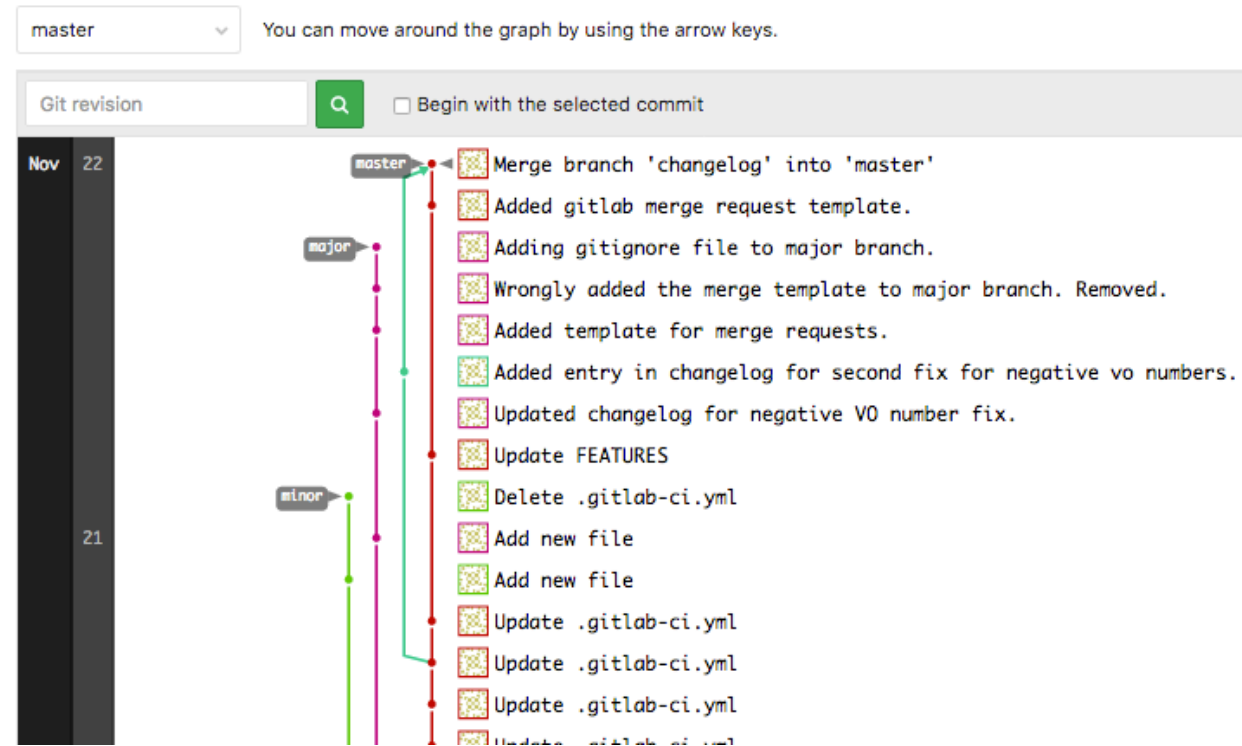 master You can move around the graph by using the arrow keys.
Git revision Begin with the selected commit
Nov 22 master Merge branch 'changelog' into 'master'
Added gitlab merge request template.
major Adding gitignore file to major branch.
Wrongly added the merge template to major branch. Removed.
Added template for merge requests.
Added entry in changelog for second fix for negative vo numbers.
Updated changelog for negative VO number fix.
Update FEATURES
minor Delete .gitlab-ci.yml
21 Add new file
Add new file
Update .gitlab-ci.yml
Update .gitlab-ci.yml
Update .gitlab-ci.yml
Update .gitlab-ci.yml